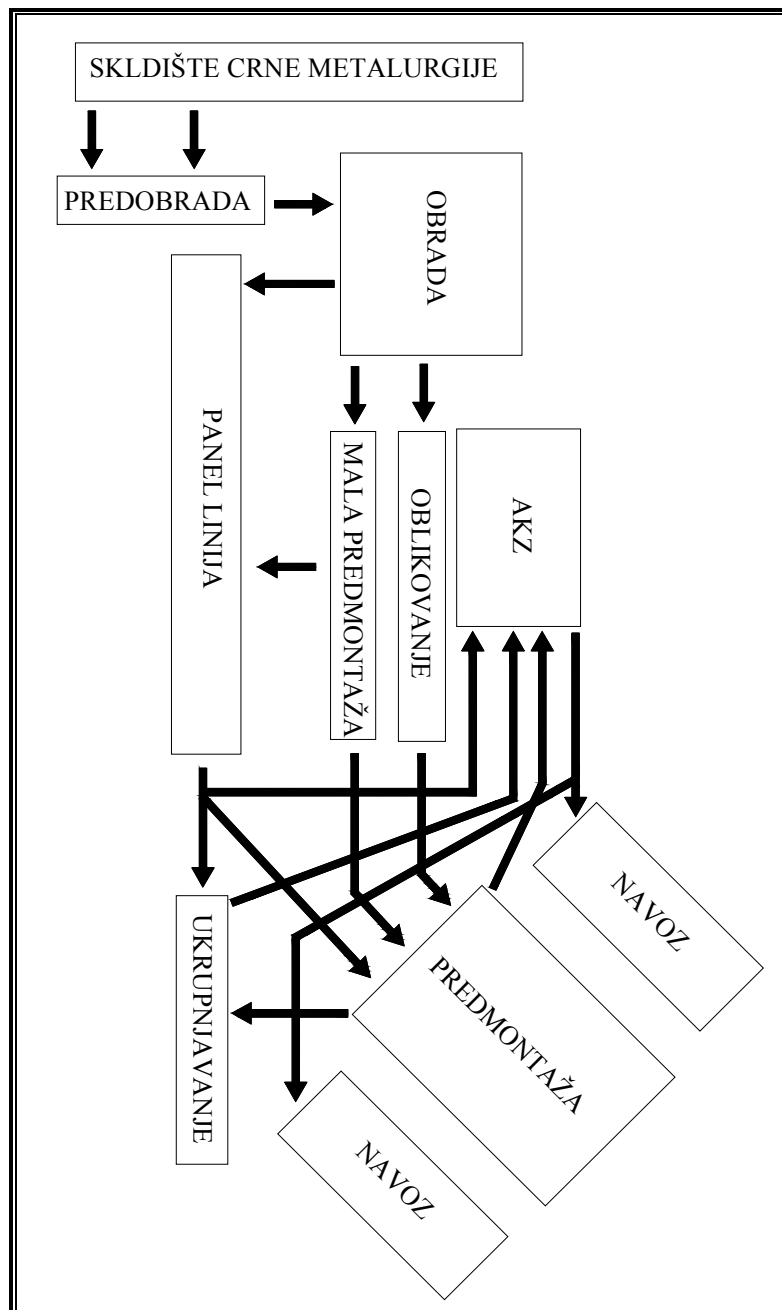 SKLDIŠTE CRNE METALURGIJE
PREDOBRADA
OBRADA
PANEL LINIJA
MALA PREDMONTAŽA
OBLIKOVANJE
AKZ
NAVOZ
UKRUPNJAVANJE
PREDMONTAŽA
NAVOZ